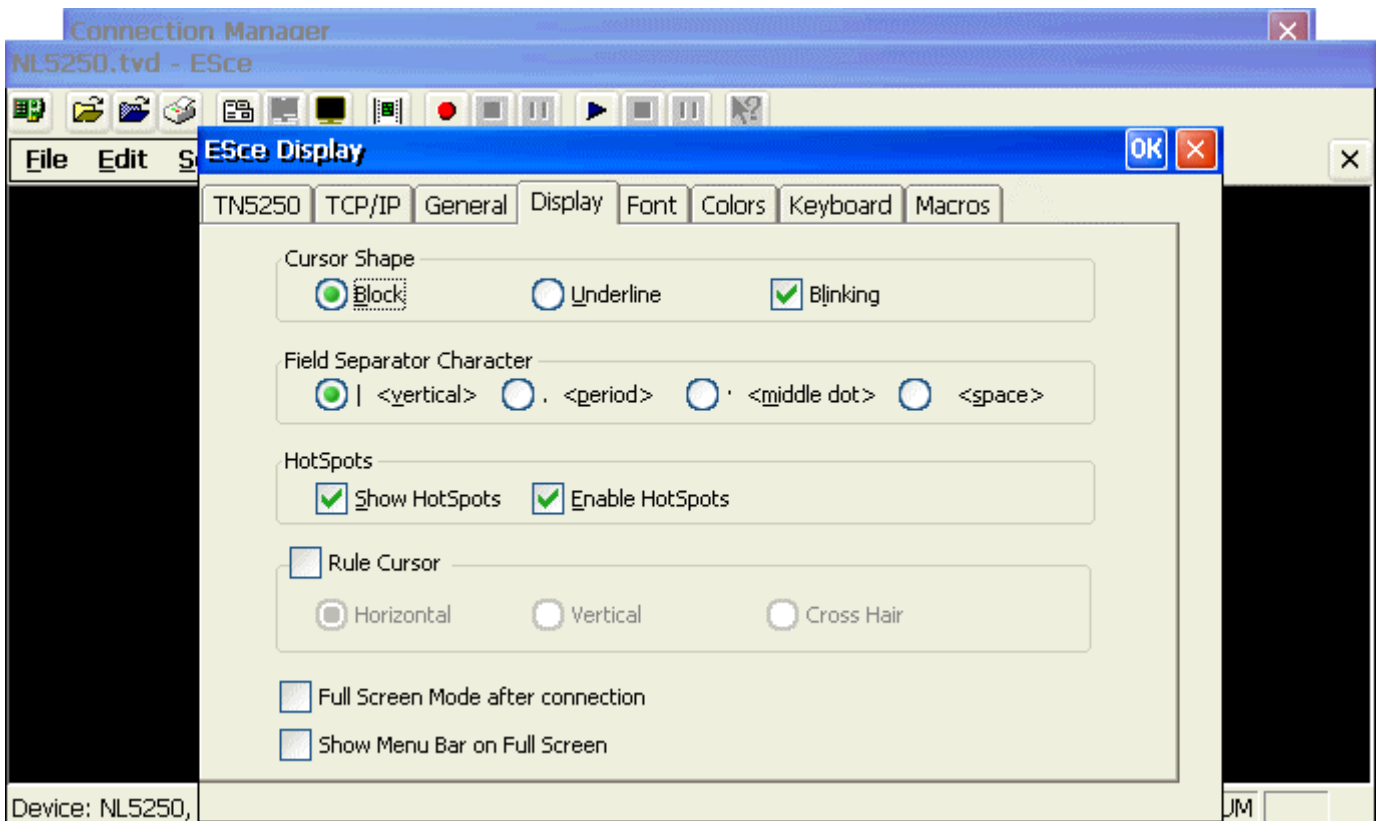 Connection Manager
NL5250.tvd - ESce
File Edit
ESce Display OK
TN5250 TCP/IP General Display Font Colors Keyboard Macros
Cursor Shape
Block Underline Blinking
Field Separator Character
| <vertical> . <period> · <middle dot> <space>
HotSpots
Show HotSpots Enable HotSpots
Rule Cursor
Horizontal Vertical Cross Hair
Full Screen Mode after connection
Show Menu Bar on Full Screen
Device: NL5250,